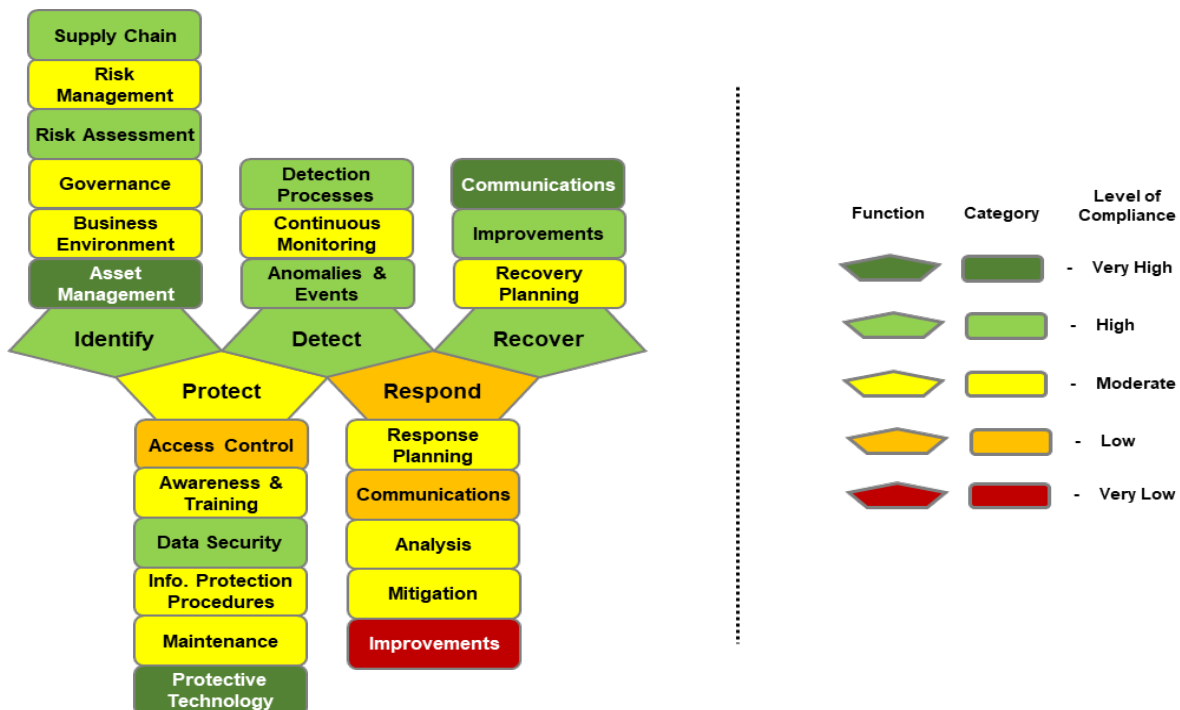 Supply Chain
Risk
Management
Risk Assessment
Governance
Business
Environment
Asset
Management
Identify
Detection
Processes
Continuous
Monitoring
Anomalies &
Events
Detect
Communications
Improvements
Recovery
Planning
Recover
Protect
Access Control
Awareness &
Training
Data Security
Info. Protection
Procedures
Maintenance
Protective
Technology
Respond
Response
Planning
Communications
Analysis
Mitigation
Improvements
Function
Category
Level of
Compliance
- Very High
- High
- Moderate
- Low
- Very Low